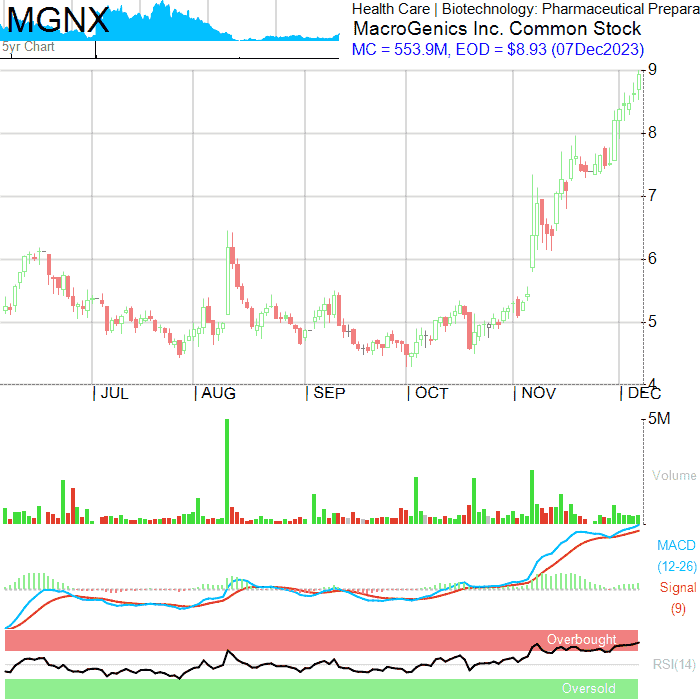 MGNX
Health Care | Biotechnology: Pharmaceutical Prepara
MacroGenics Inc. Common Stock
MC = 553.9M, EOD = $8.93 (07Dec2023)
5yr Chart
9
8
7
6
5
4
JUL
AUG
SEP
OCT
NOV
DEC
5M
Volume
MACD
(12-26)
Signal
(9)
Overbought
RSI(14)
Oversold